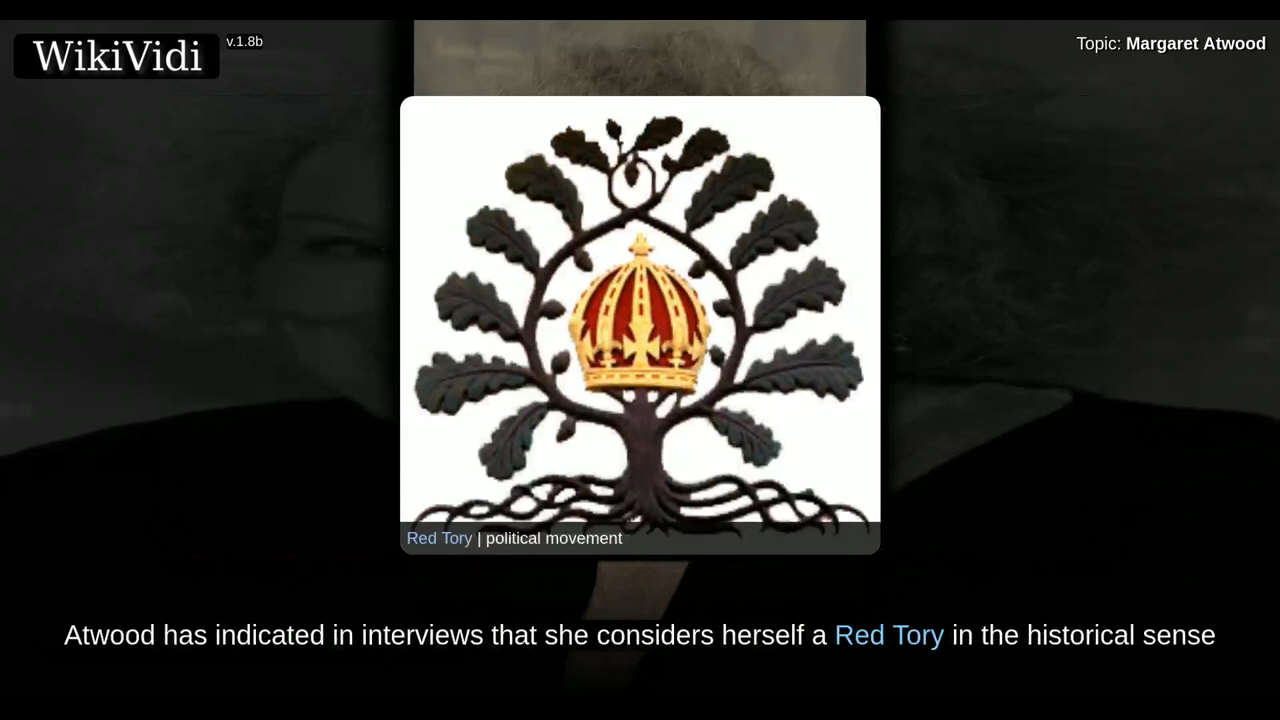 WikiVidi v.1.8b
Topic: Margaret Atwood
Red Tory | political movement
Atwood has indicated in interviews that she considers herself a Red Tory in the historical sense